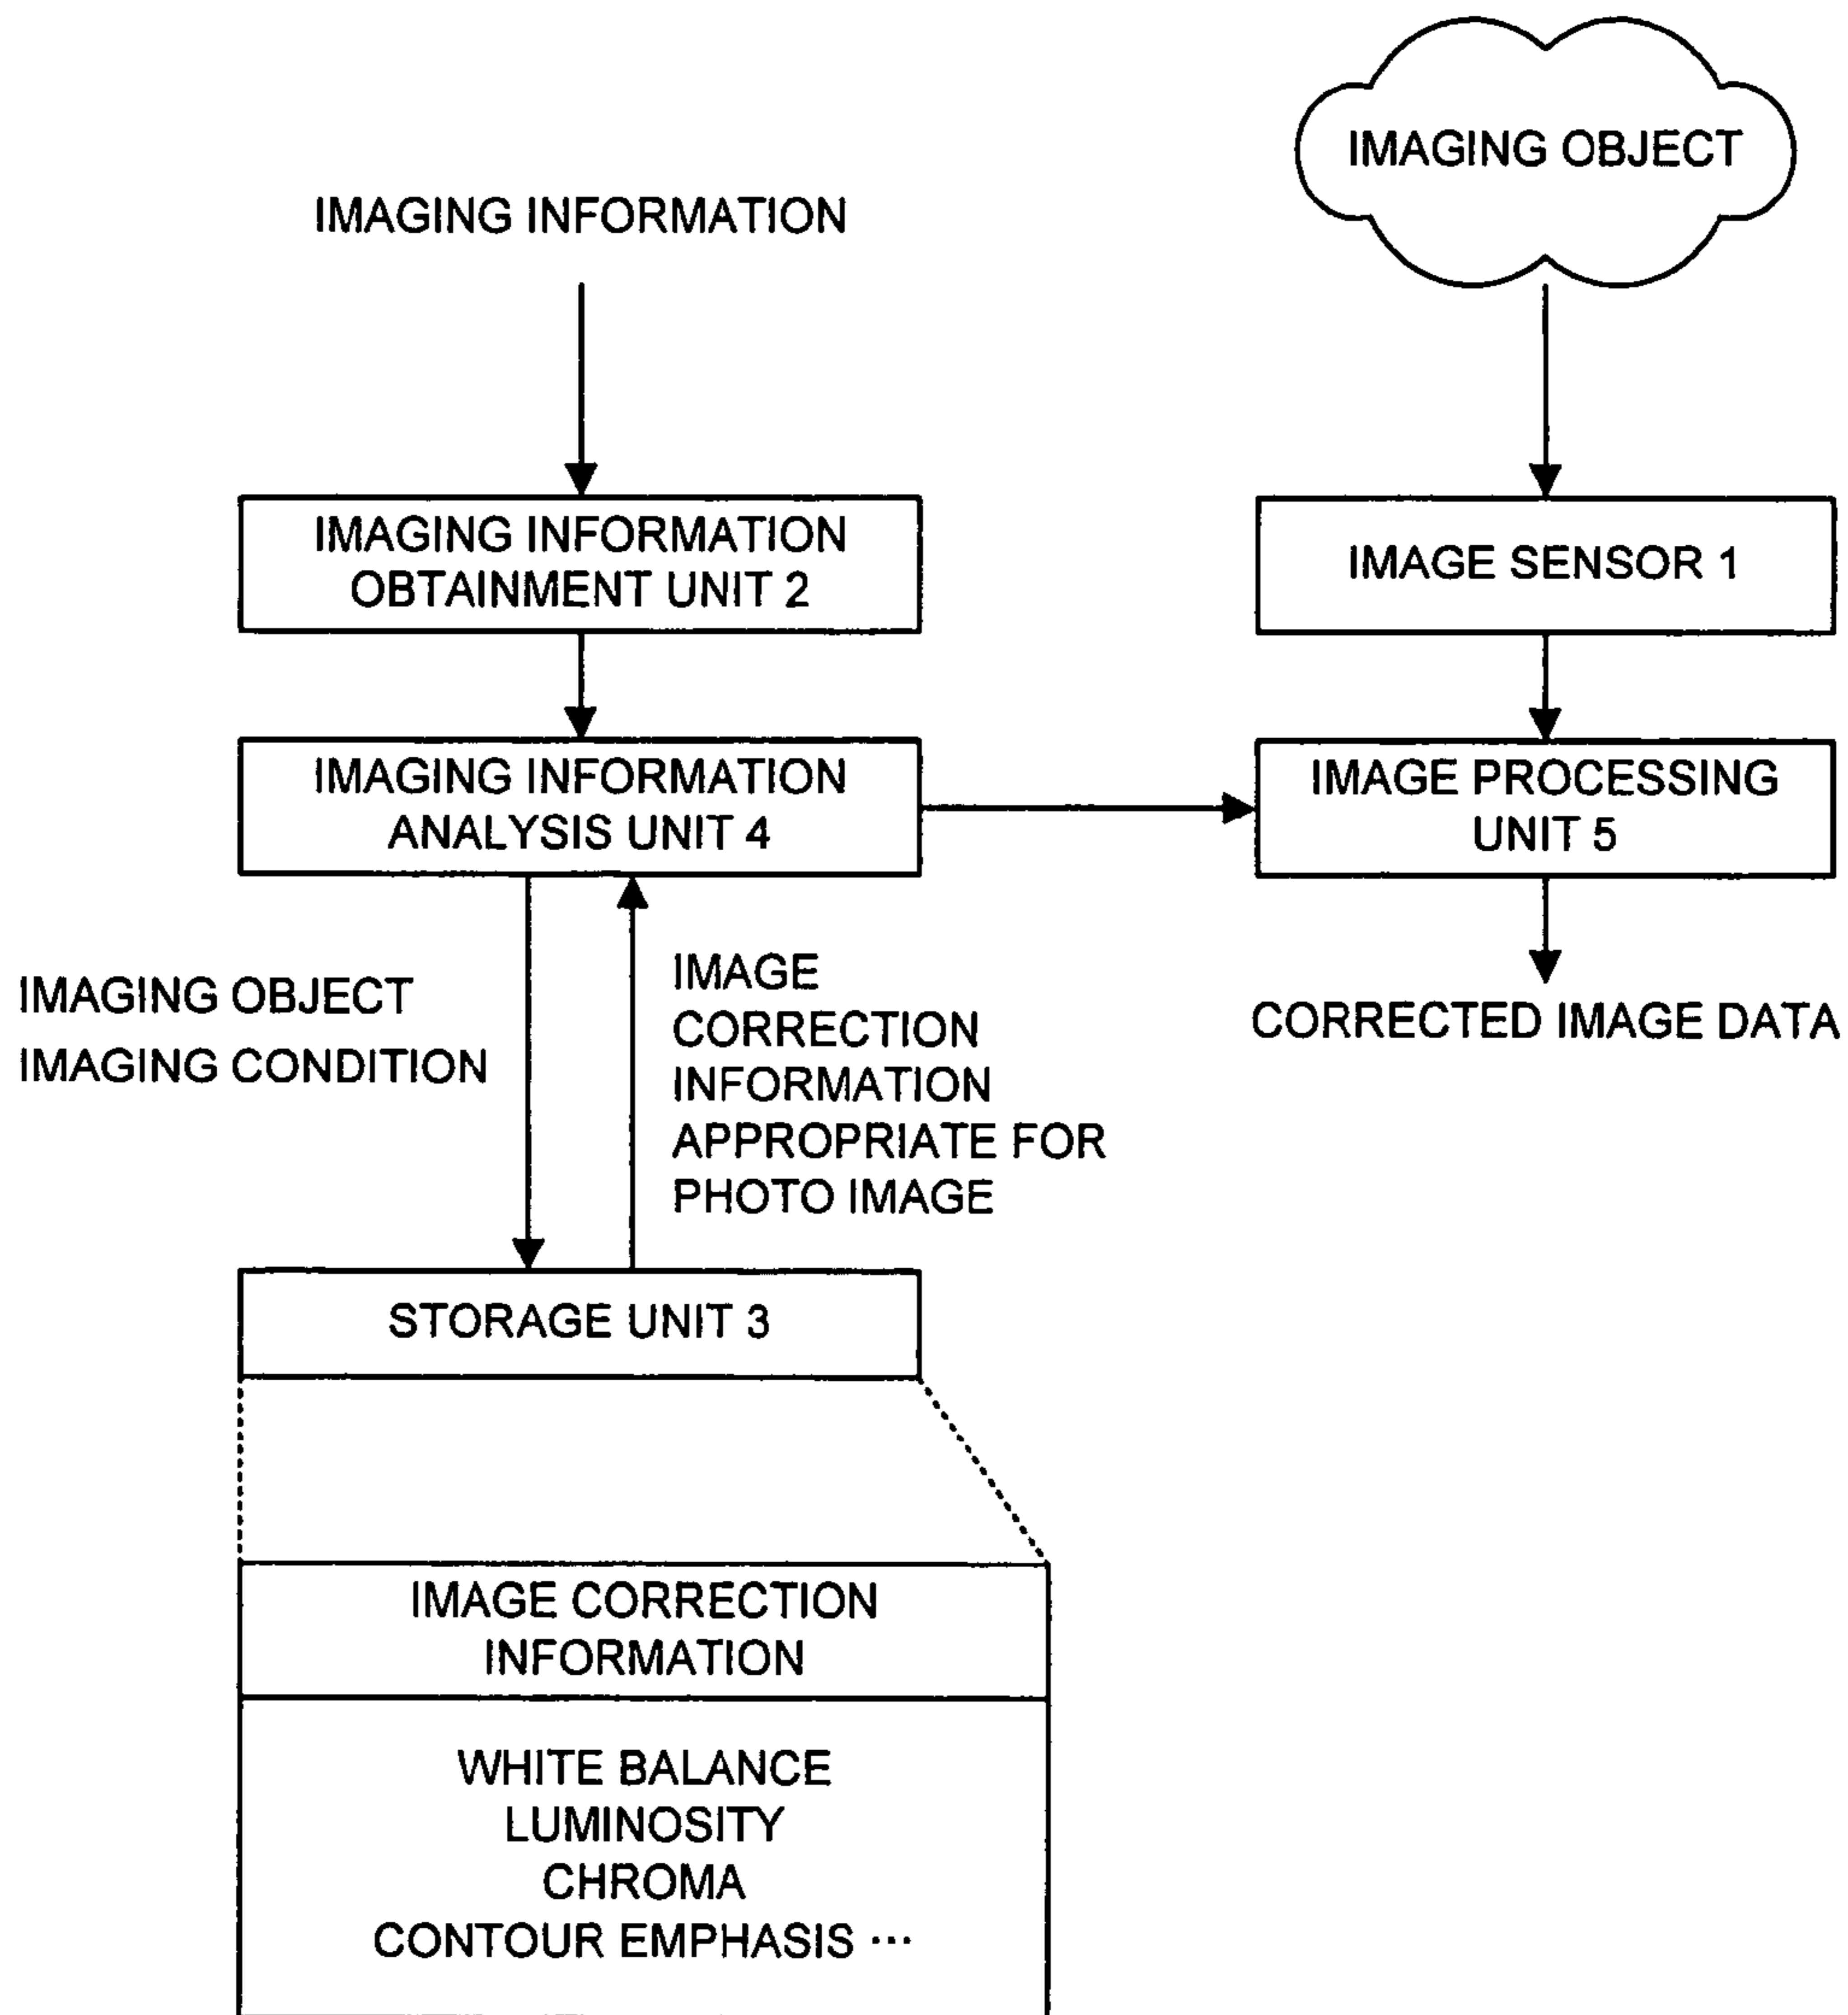 IMAGING OBJECT
IMAGING INFORMATION
IMAGING INFORMATION
OBTAINMENT UNIT 2
IMAGE SENSOR 1
IMAGING INFORMATION
ANALYSIS UNIT 4
IMAGE PROCESSING
UNIT 5
IMAGING OBJECT
IMAGING CONDITION
IMAGE
CORRECTION
INFORMATION
APPROPRIATE FOR
PHOTO IMAGE
CORRECTED IMAGE DATA
STORAGE UNIT 3
IMAGE CORRECTION
INFORMATION
WHITE BALANCE
LUMINOSITY
CHROMA
CONTOUR EMPHASIS ···